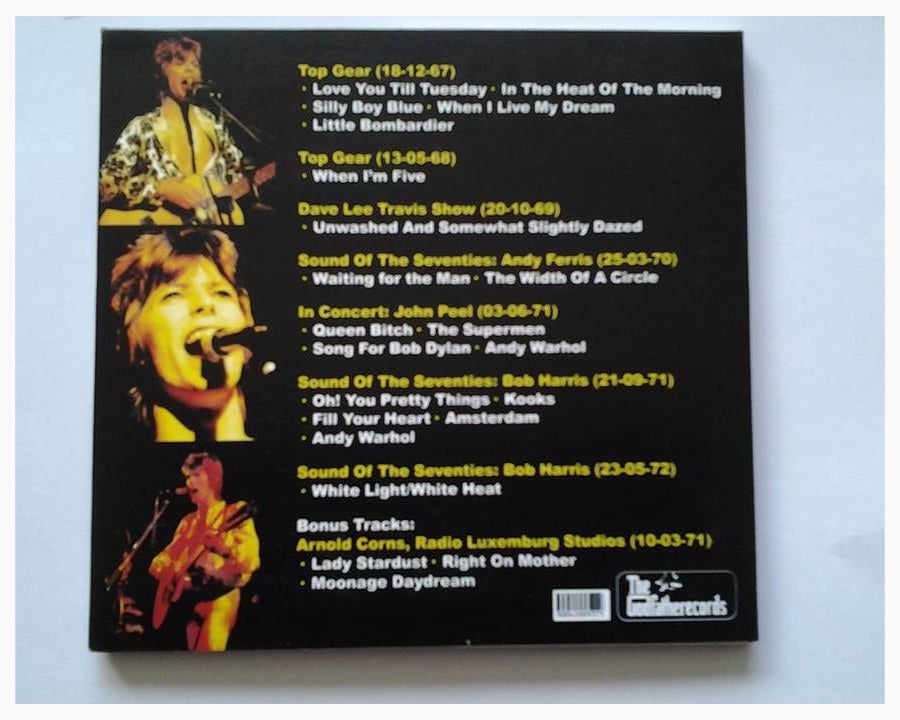 Top Gear (18-12-67)
· Love You Till Tuesday · In The Heat Of The Morning
· Silly Boy Blue · When I Live My Dream
· Little Bombardier
Top Gear (13-05-68)
· When I'm Five
Dave Lee Travis Show (20-10-69)
· Unwashed And Somewhat Slightly Dazed
Sound Of The Seventies: Andy Ferris (25-03-70)
· Waiting for the Man · The Width Of A Circle
In Concert: John Peel (03-06-71)
· Queen Bitch · The Supermen
· Song For Bob Dylan · Andy Warhol
Sound Of The Seventies: Bob Harris (21-09-71)
· Oh! You Pretty Things · Kooks
· Fill Your Heart · Amsterdam
· Andy Warhol
Sound Of The Seventies: Bob Harris (23-05-72)
· White Light/White Heat
Bonus Tracks:
Arnold Corns, Radio Luxemburg Studios (10-03-71)
· Lady Stardust · Right On Mother
· Moonage Daydream
The
Godfatherecords